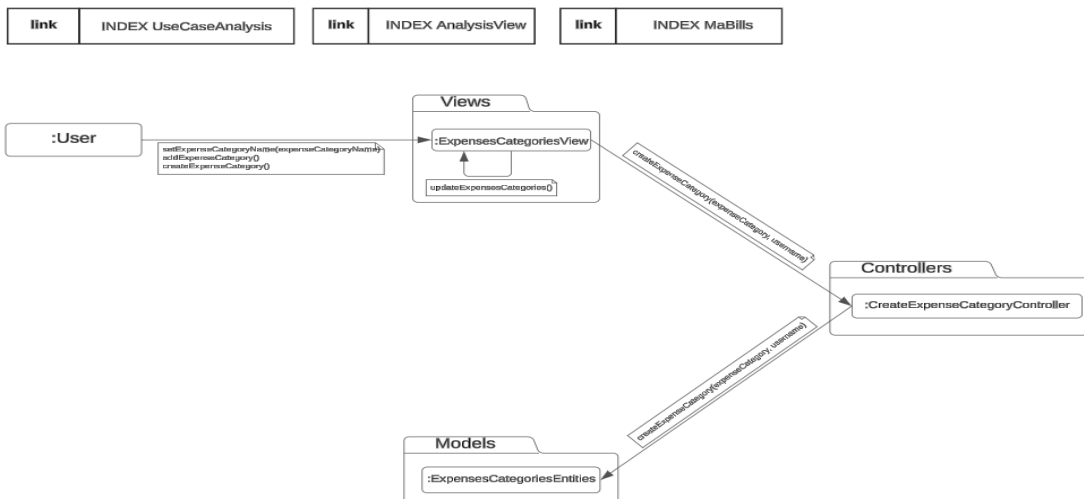 link INDEX UseCaseAnalysis
link INDEX AnalysisView
link INDEX MaBills
Views
:User
:ExpensesCategoriesView
setExpenseCategoryName(expenseCategoryName)
addExpenseCategory()
createExpenseCategory()
updateExpensesCategories()
createExpenseCategory(expenseCategory, username)
Controllers
:CreateExpenseCategoryController
createExpenseCategory(expenseCategory, username)
Models
:ExpensesCategoriesEntities